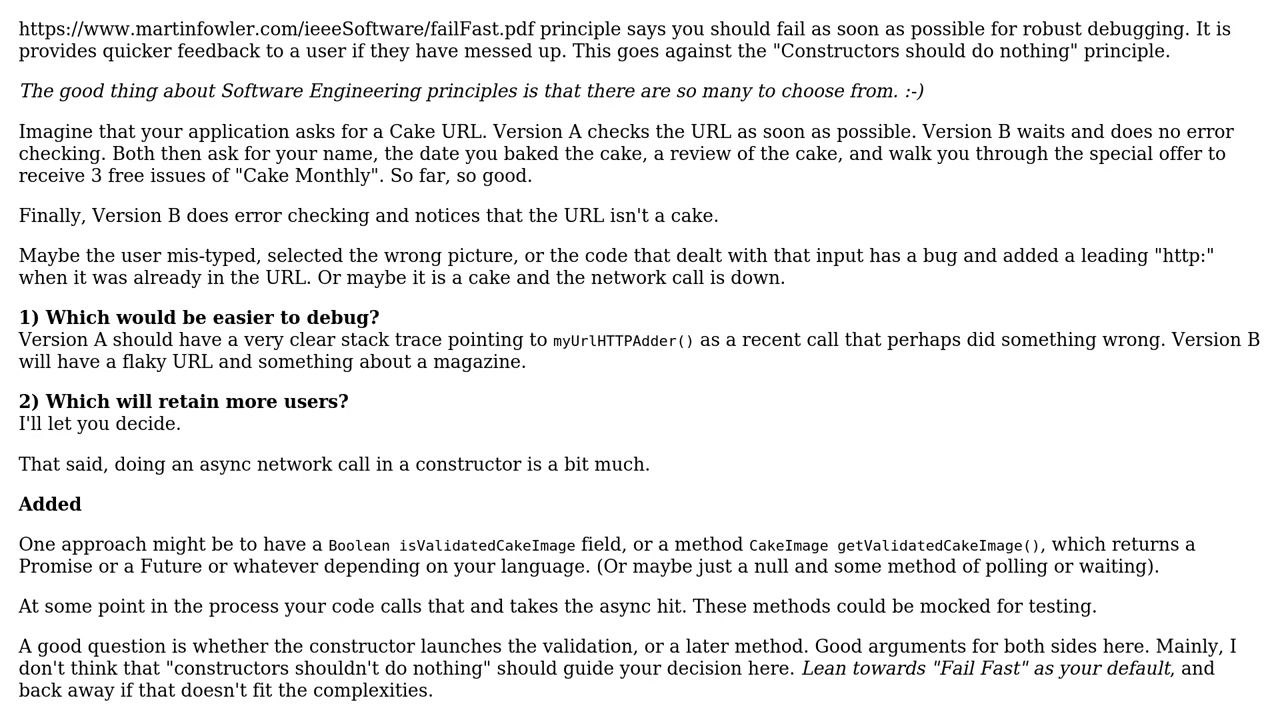 https://www.martinfowler.com/ieeeSoftware/failFast.pdf principle says you should fail as soon as possible for robust debugging. It is
provides quicker feedback to a user if they have messed up. This goes against the "Constructors should do nothing" principle.
The good thing about Software Engineering principles is that there are so many to choose from. :-)
Imagine that your application asks for a Cake URL. Version A checks the URL as soon as possible. Version B waits and does no error
checking. Both then ask for your name, the date you baked the cake, a review of the cake, and walk you through the special offer to
receive 3 free issues of "Cake Monthly". So far, so good.
Finally, Version B does error checking and notices that the URL isn't a cake.
Maybe the user mis-typed, selected the wrong picture, or the code that dealt with that input has a bug and added a leading "http:"
when it was already in the URL. Or maybe it is a cake and the network call is down.
1) Which would be easier to debug?
Version A should have a very clear stack trace pointing to myUrlHTTPAdder() as a recent call that perhaps did something wrong. Version B
will have a flaky URL and something about a magazine.
2) Which will retain more users?
I'll let you decide.
That said, doing an async network call in a constructor is a bit much.
Added
One approach might be to have a Boolean isValidatedCakeImage field, or a method CakeImage getValidatedCakeImage(), which returns a
Promise or a Future or whatever depending on your language. (Or maybe just a null and some method of polling or waiting).
At some point in the process your code calls that and takes the async hit. These methods could be mocked for testing.
A good question is whether the constructor launches the validation, or a later method. Good arguments for both sides here. Mainly, I
don't think that "constructors shouldn't do nothing" should guide your decision here. Lean towards "Fail Fast" as your default, and
back away if that doesn't fit the complexities.